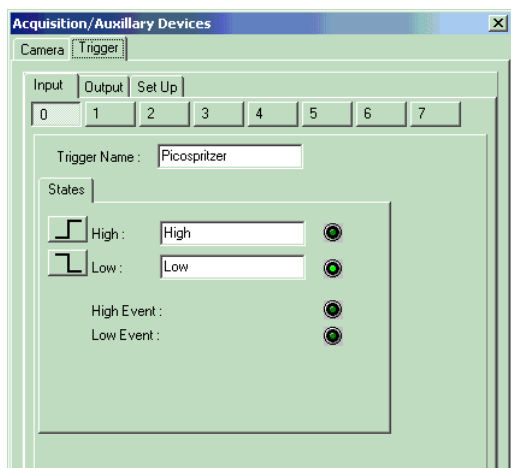 Acquisition/Auxillary Devices
Camera Trigger
Input Output Set Up
0 1 2 3 4 5 6 7
Trigger Name : Picospritzer
States
High : High
Low : Low
High Event :
Low Event :